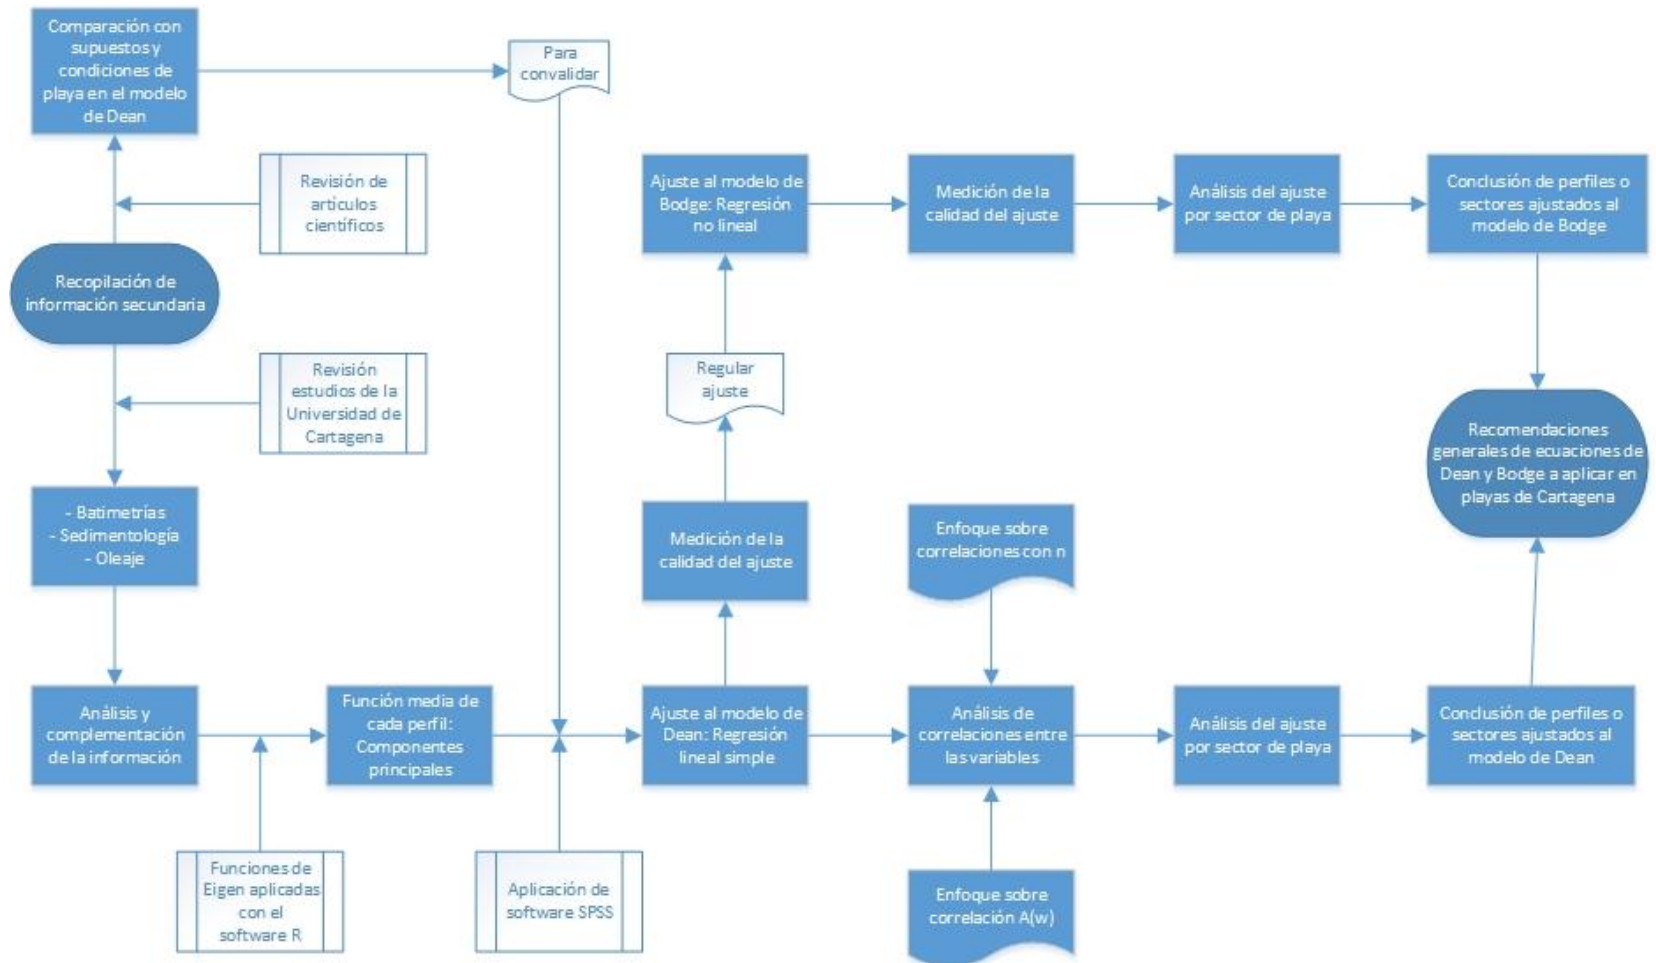 Comparación con
supuestos y
condiciones de
playa en el modelo
de Dean
Para
convalidar
Revisión de
artículos
científicos
Recopilación de
información secundaria
Revisión
estudios de la
Universidad de
Cartagena
- Batimetrías
- Sedimentología
- Oleaje
Análisis y
complementación
de la información
Funciones de
Eigen aplicadas
con el
software R
Función media de
cada perfil:
Componentes
principales
Aplicación de
software SPSS
Ajuste al modelo de
Dean: Regresión
lineal simple
Medición de la
calidad del ajuste
Regular
ajuste
Ajuste al modelo de
Bodge: Regresión
no lineal
Medición de la
calidad del ajuste
Análisis del ajuste
por sector de playa
Conclusión de perfiles o
sectores ajustados al
modelo de Bodge
Enfoque sobre
correlaciones con n
Análisis de
correlaciones entre
las variables
Enfoque sobre
correlación A(w)
Análisis del ajuste
por sector de playa
Conclusión de perfiles o
sectores ajustados al
modelo de Dean
Recomendaciones
generales de ecuaciones de
Dean y Bodge a aplicar en
playas de Cartagena